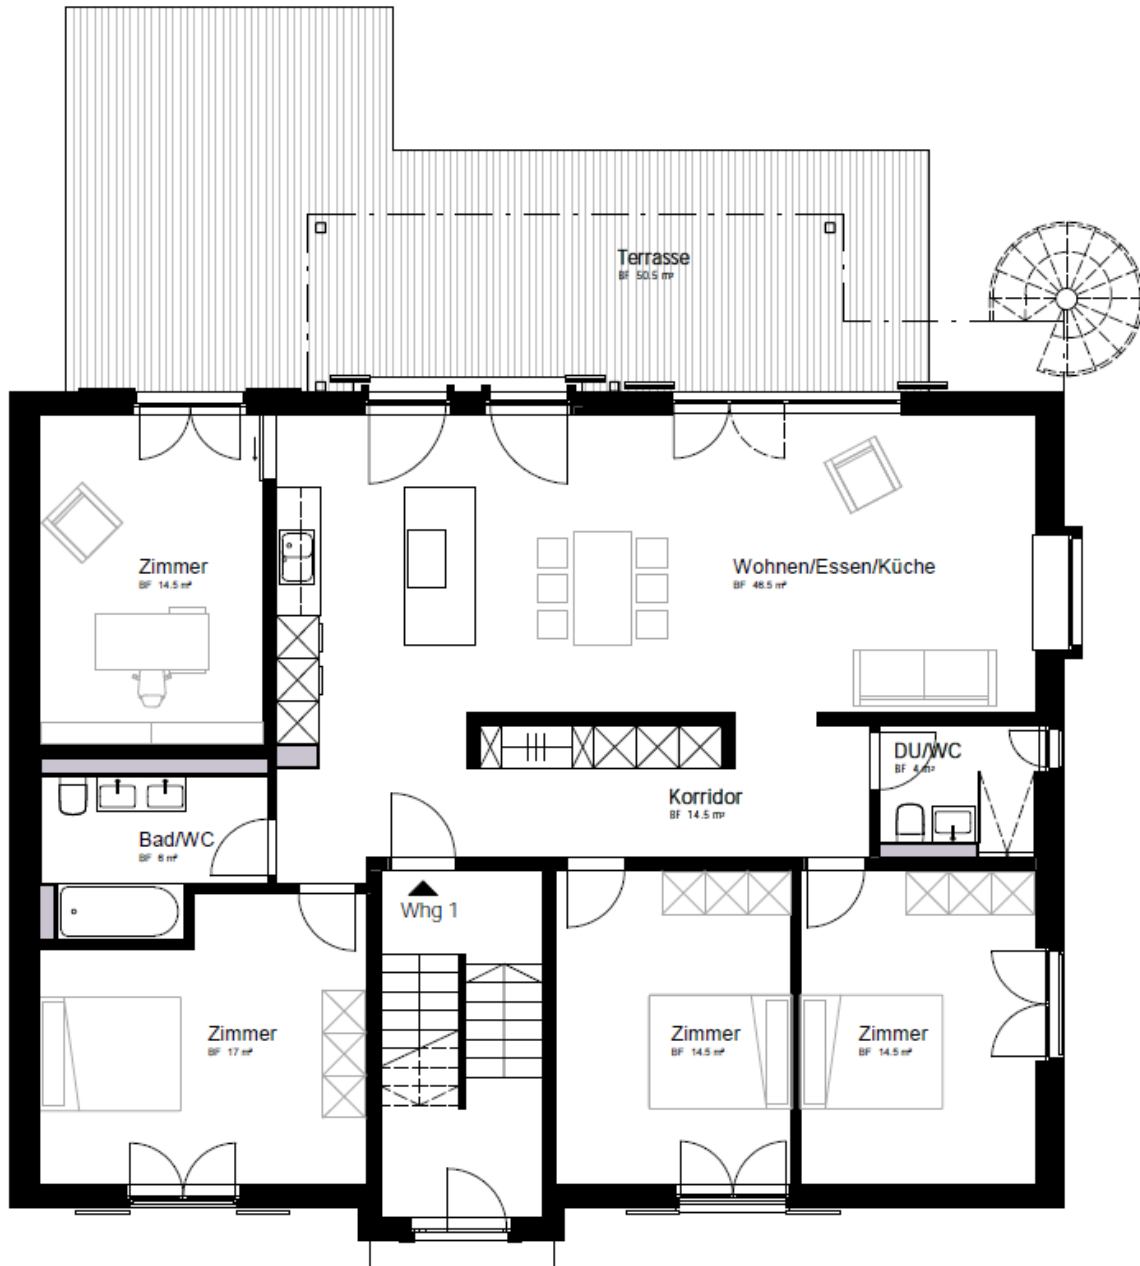 Terrasse
BF 50.5 m²
Zimmer
BF 14.5 m²
Wohnen/Essen/Küche
BF 46.5 m²
DU/WC
BF 4 m²
Korridor
BF 14.5 m²
Bad/WC
BF 6 m²
Whg 1
Zimmer
BF 17 m²
Zimmer
BF 14.5 m²
Zimmer
BF 14.5 m²